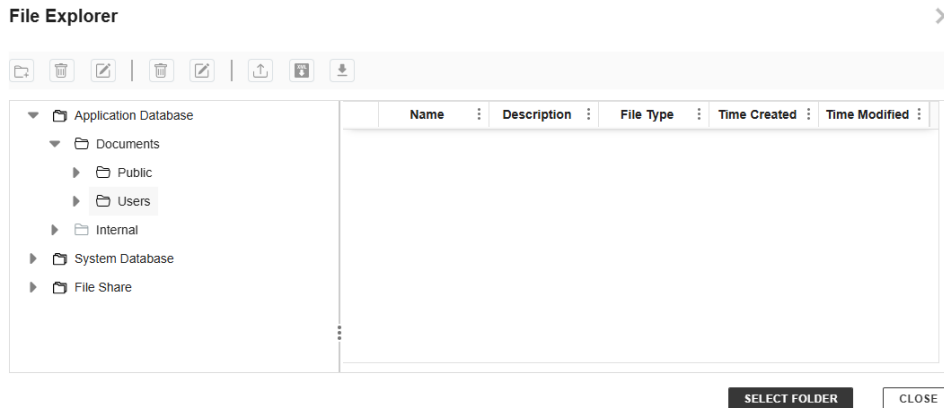 File Explorer
Name Description File Type Time Created Time Modified
Application Database
Documents
Public
Users
Internal
System Database
File Share
SELECT FOLDER CLOSE